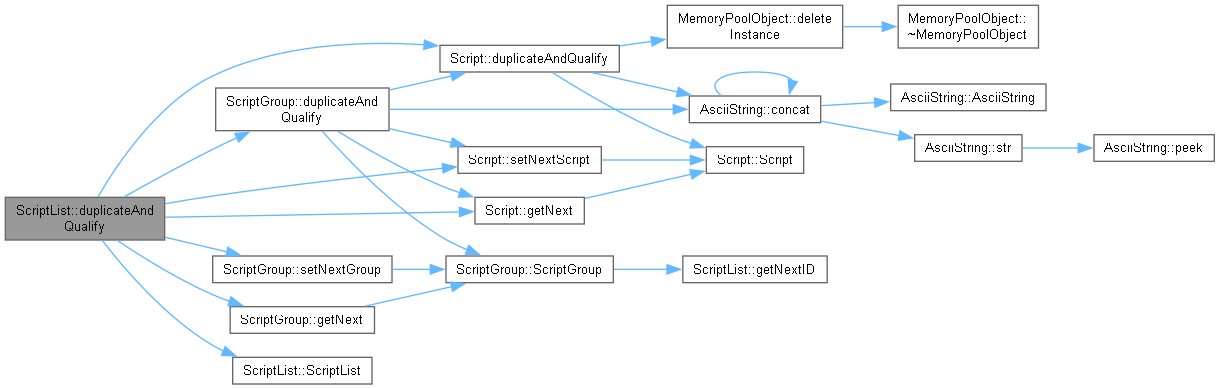 MemoryPoolObject::delete
Instance
MemoryPoolObject::
~MemoryPoolObject
Script::duplicateAndQualify
ScriptGroup::duplicateAnd
Qualify
AsciiString::concat
AsciiString::AsciiString
AsciiString::str
AsciiString::peek
Script::setNextScript
Script::Script
ScriptList::duplicateAnd
Qualify
Script::getNext
ScriptGroup::setNextGroup
ScriptGroup::ScriptGroup
ScriptList::getNextID
ScriptGroup::getNext
ScriptList::ScriptList